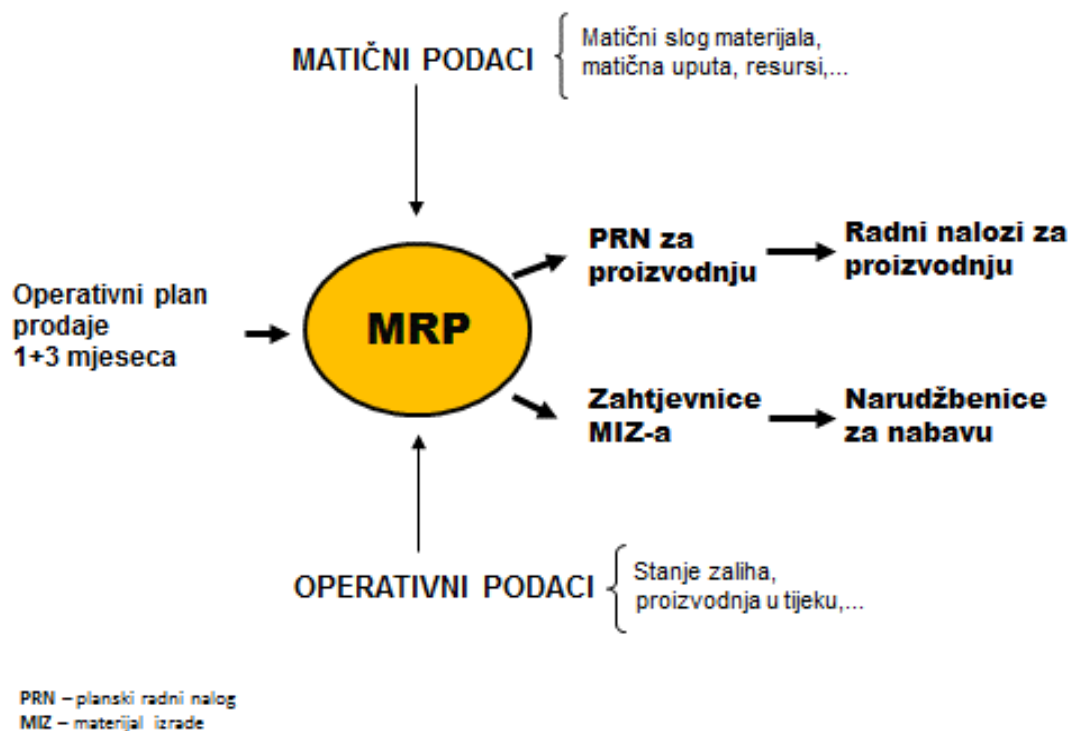 MATIČNI PODACI
Matični slog materijala,
matična uputa, resursi,...
Operativni plan
prodaje
1+3 mjeseca
MRP
PRN za
proizvodnju
Radni nalozi za
proizvodnju
Zahtjevnice
MIZ-a
Narudžbenice
za nabavu
OPERATIVNI PODACI
Stanje zaliha,
proizvodnja u tijeku,...
PRN – planski radni nalog
MIZ – materijal izrade